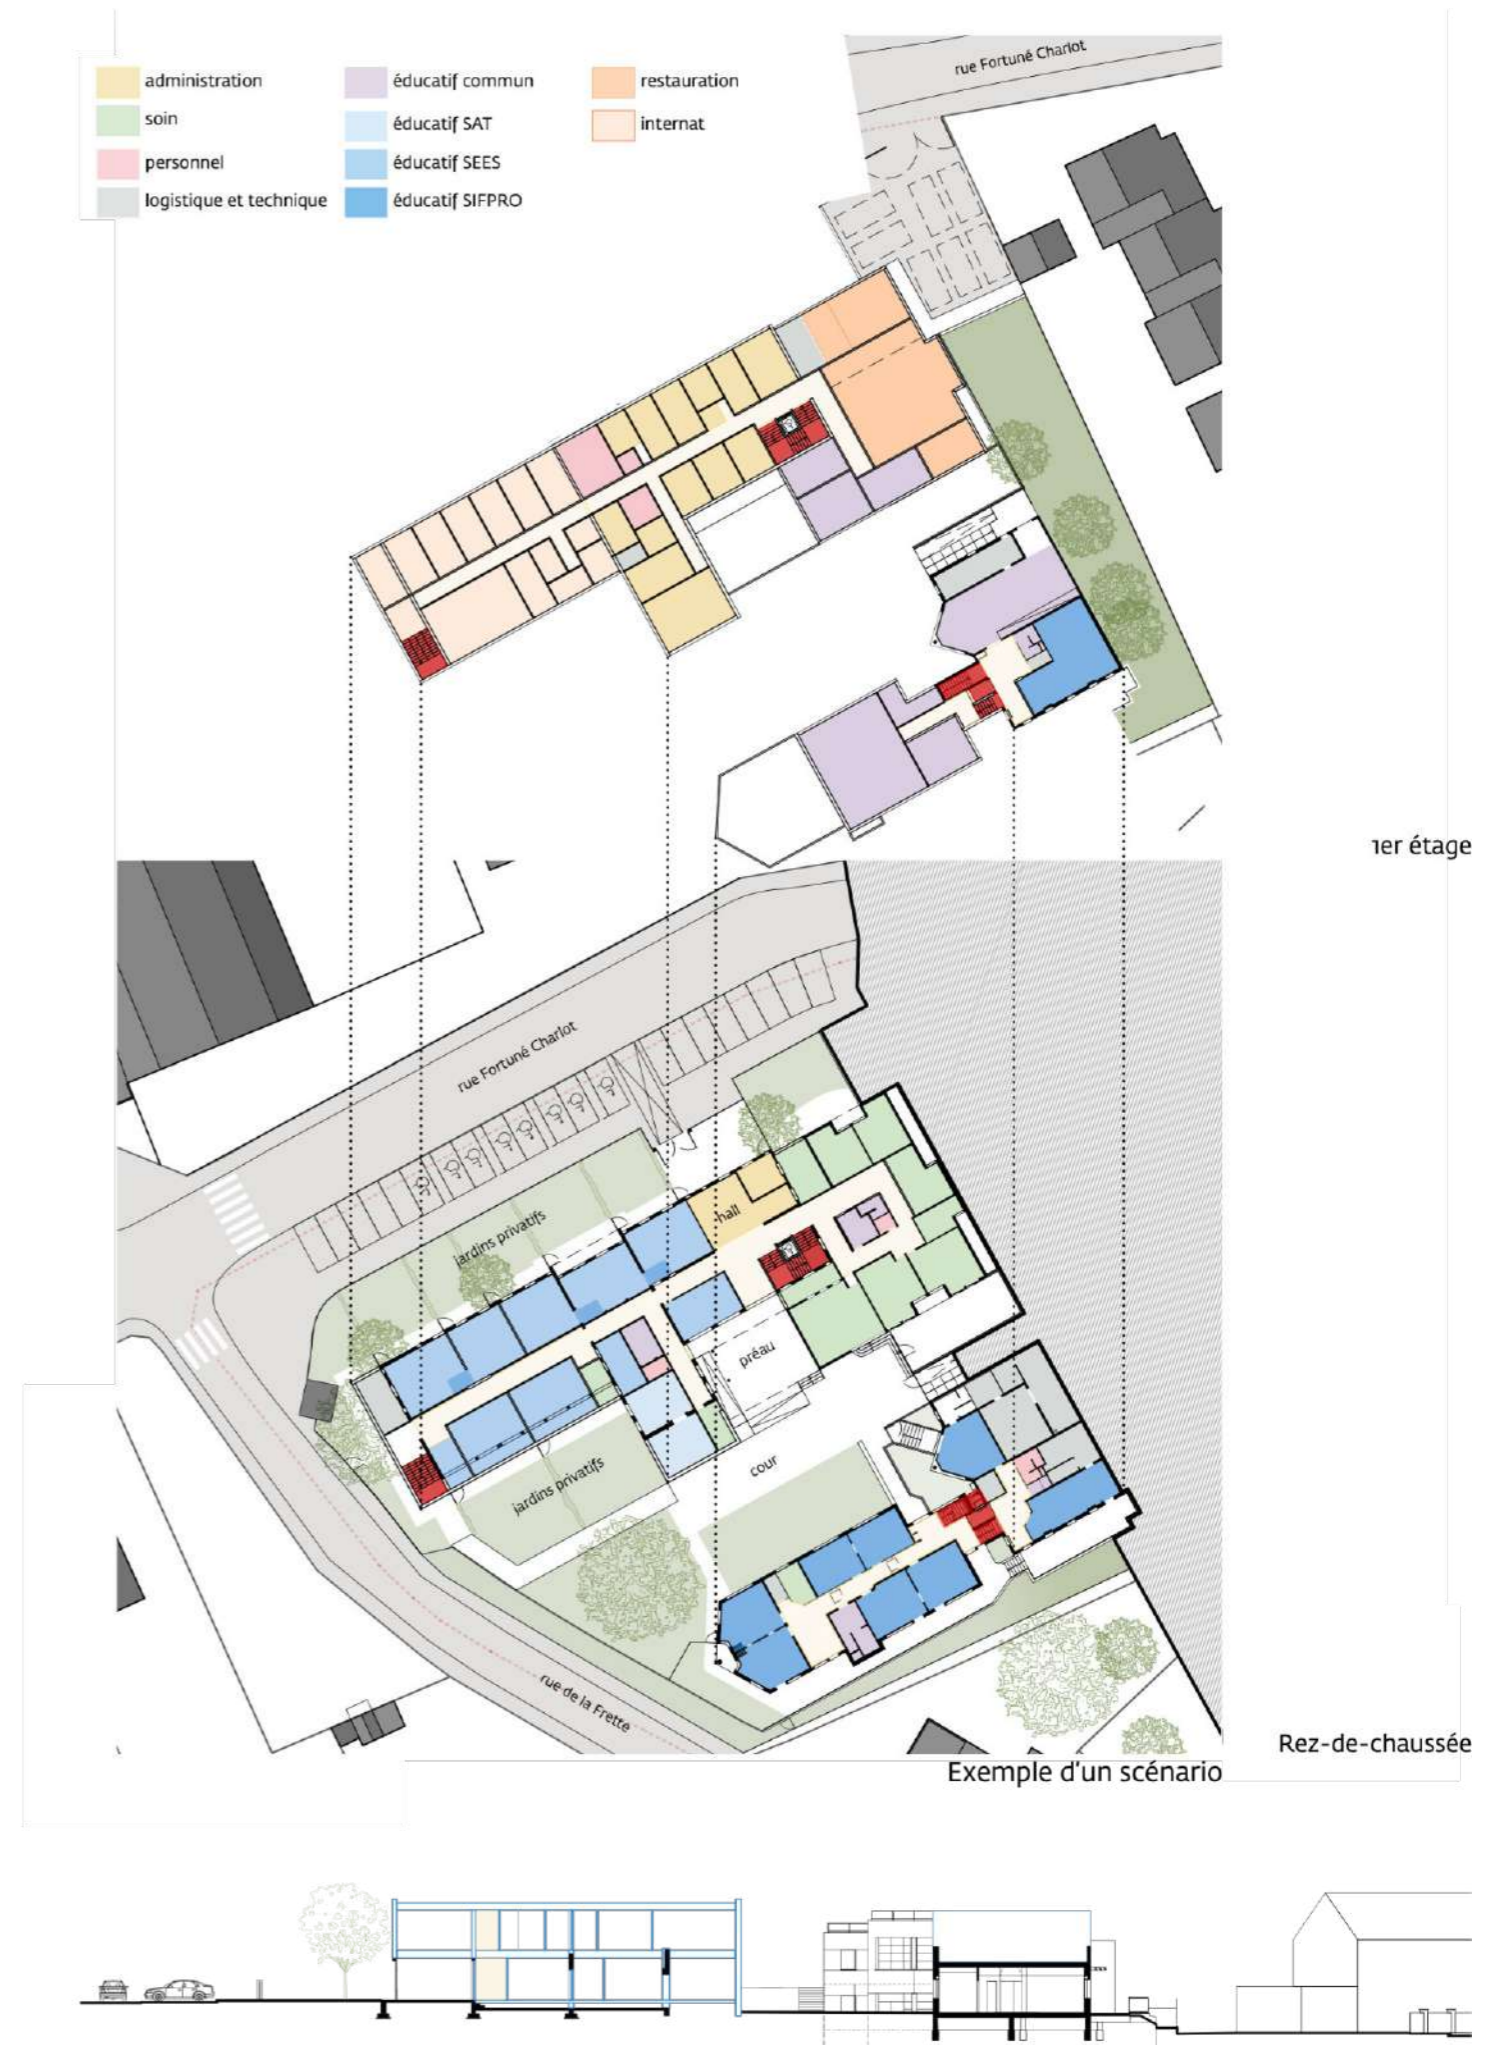 administration
soin
personnel
logistique et technique
éducatif commun
éducatif SAT
éducatif SEES
éducatif SIFPRO
restauration
internat
rue Fortuné Charlot
1er étage
rue Fortuné Charlot
jardins privatifs
hall
préau
jardins privatifs
cour
rue de la Frette
Rez-de-chaussée
Exemple d'un scénario